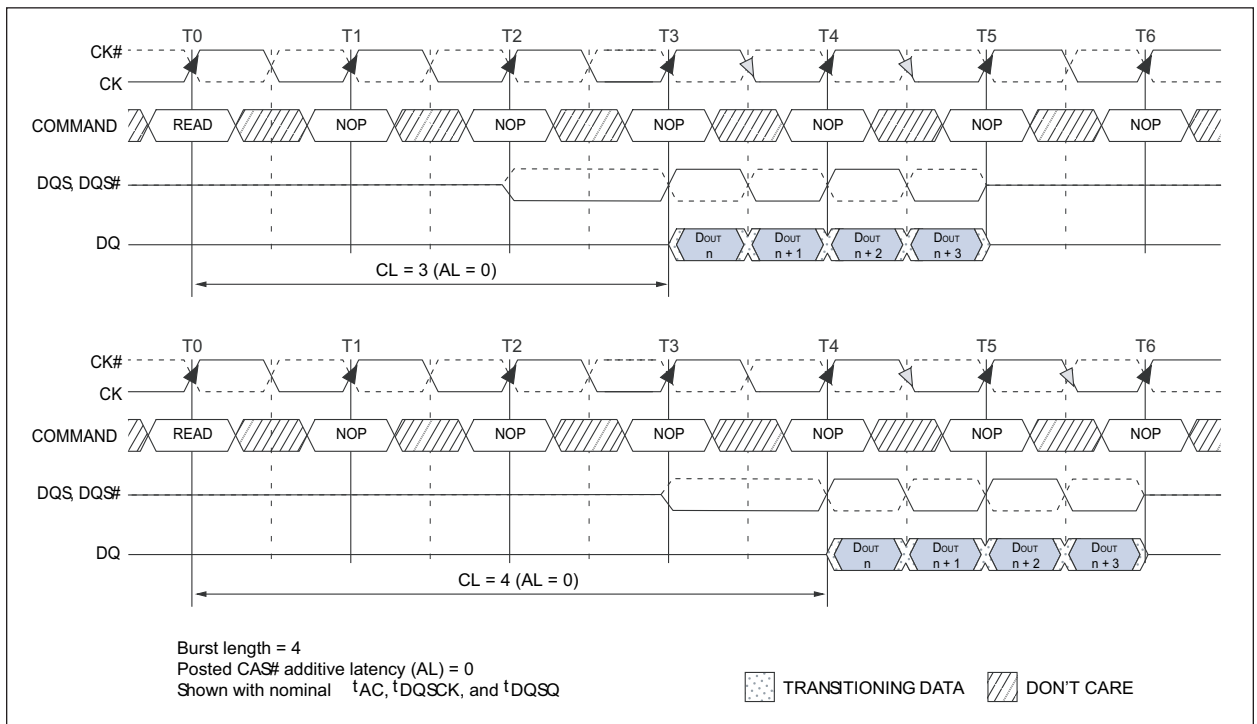 T0 T1 T2 T3 T4 T5 T6
CK#
CK
COMMAND READ NOP NOP NOP NOP NOP NOP
DQS, DQS#
DQ DOUT n DOUT n + 1 DOUT n + 2 DOUT n + 3
CL = 3 (AL = 0)
T0 T1 T2 T3 T4 T5 T6
CK#
CK
COMMAND READ NOP NOP NOP NOP NOP NOP
DQS, DQS#
DQ DOUT n DOUT n + 1 DOUT n + 2 DOUT n + 3
CL = 4 (AL = 0)
Burst length = 4
Posted CAS# additive latency (AL) = 0
Shown with nominal tAC, tDQSCK, and tDQSQ
TRANSITIONING DATA DON'T CARE